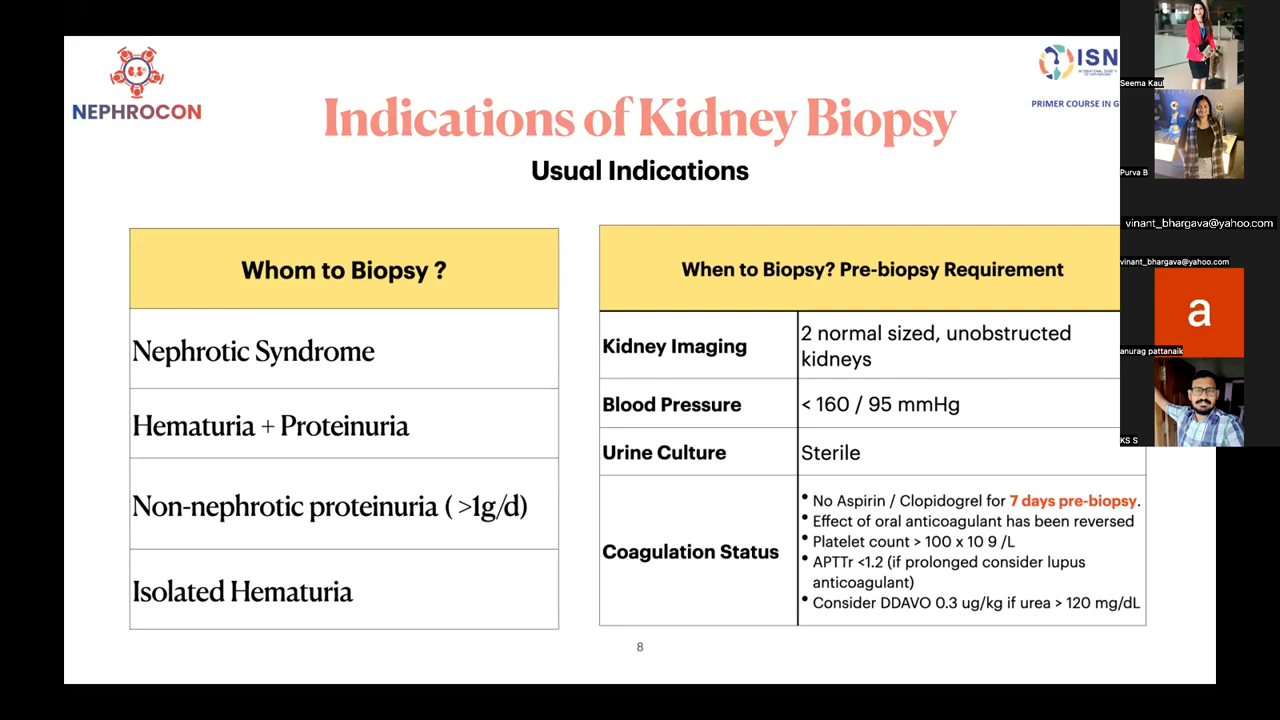 NEPHROCON
ISN
PRIMER COURSE IN G
Indications of Kidney Biopsy
Usual Indications
Whom to Biopsy ?
Nephrotic Syndrome
Hematuria + Proteinuria
Non-nephrotic proteinuria ( >1g/d)
Isolated Hematuria
When to Biopsy? Pre-biopsy Requirement
Kidney Imaging
2 normal sized, unobstructed
kidneys
Blood Pressure
< 160 / 95 mmHg
Urine Culture
Sterile
Coagulation Status
• No Aspirin / Clopidogrel for 7 days pre-biopsy.
• Effect of oral anticoagulant has been reversed
• Platelet count > 100 x 10 9 /L
• APTTr <1.2 (if prolonged consider lupus
anticoagulant)
• Consider DDAVO 0.3 ug/kg if urea > 120 mg/dL
8
Seema Kaul
Purva B
vinant_bhargava@yahoo.com
vinant_bhargava@yahoo.com
a
anurag pattanaik
KS S